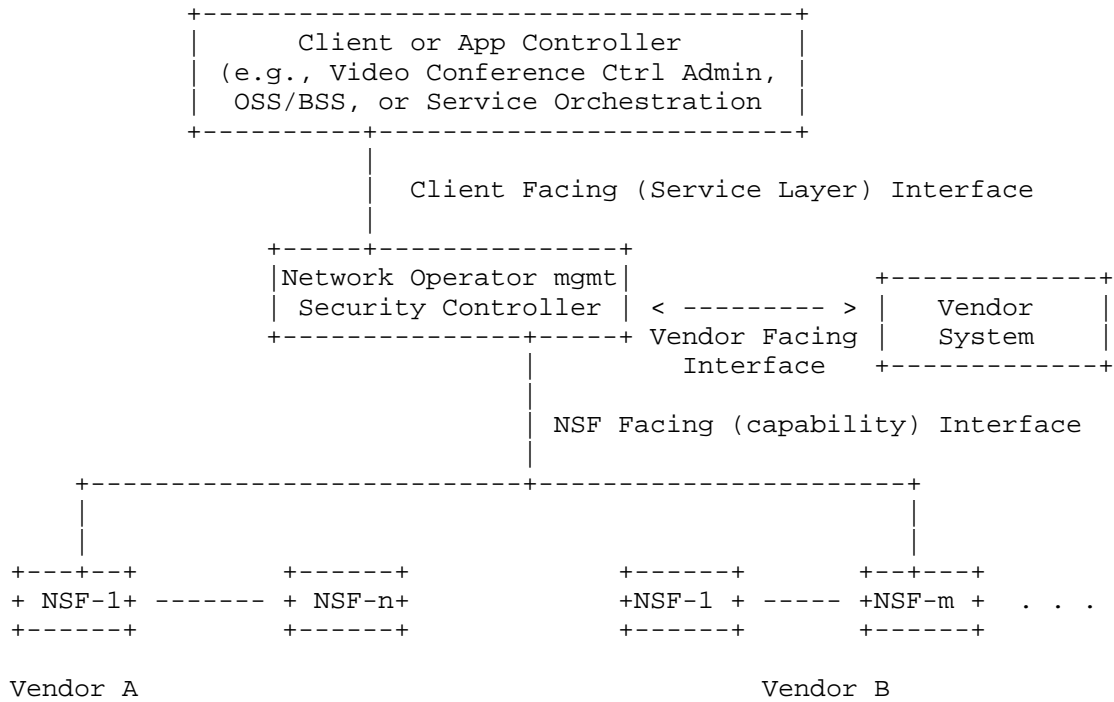 Client or App Controller
(e.g., Video Conference Ctrl Admin,
OSS/BSS, or Service Orchestration
Client Facing (Service Layer) Interface
Network Operator mgmt
Security Controller < --------- > Vendor
Vendor Facing System
Interface
NSF Facing (capability) Interface
NSF-1 ------- NSF-n NSF-1 ----- NSF-m . . .
Vendor A Vendor B